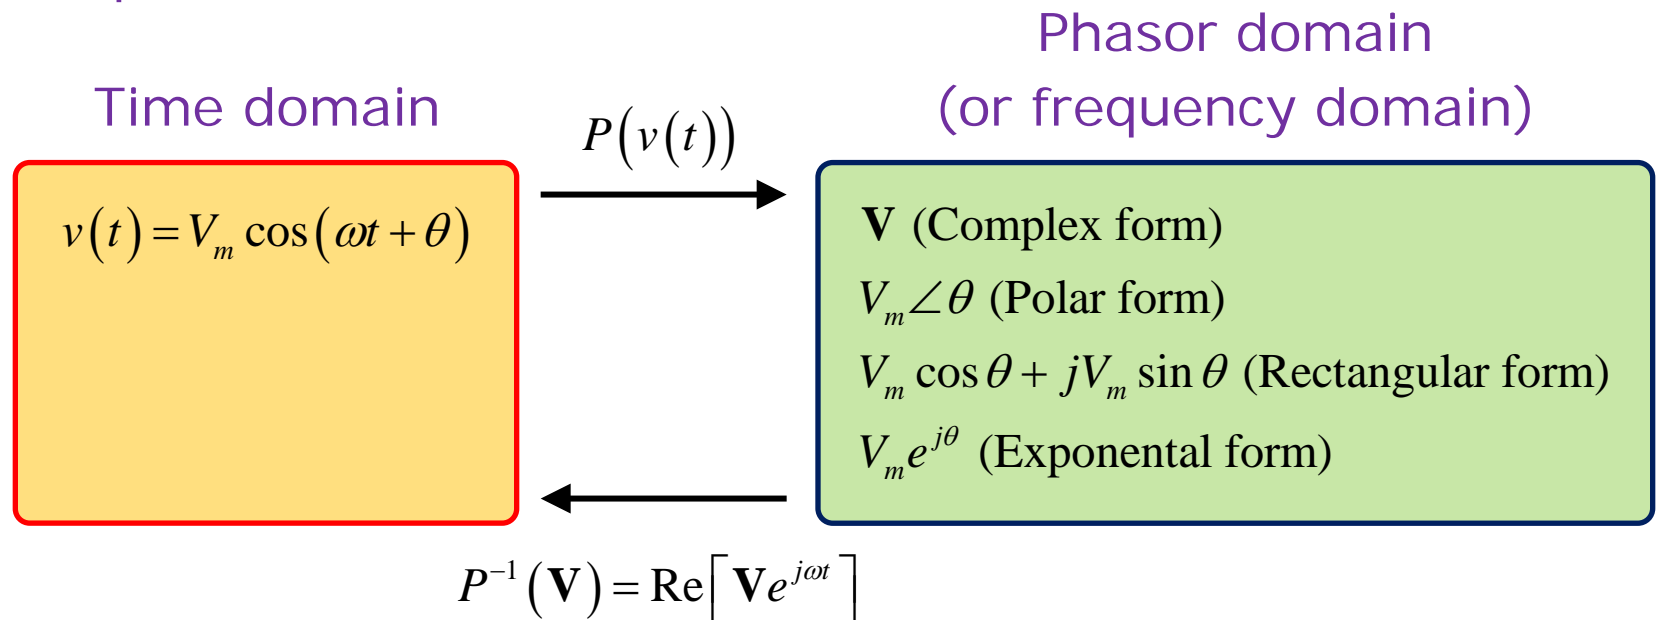 Phasor domain
Time domain
(or frequency domain)
P(v(t))
v(t) = V_m cos(ωt + θ)
V (Complex form)
V_m∠θ (Polar form)
V_m cos θ + jV_m sin θ (Rectangular form)
V_m e^{jθ} (Exponental form)
P^{-1}(V) = Re[Ve^{jωt}]